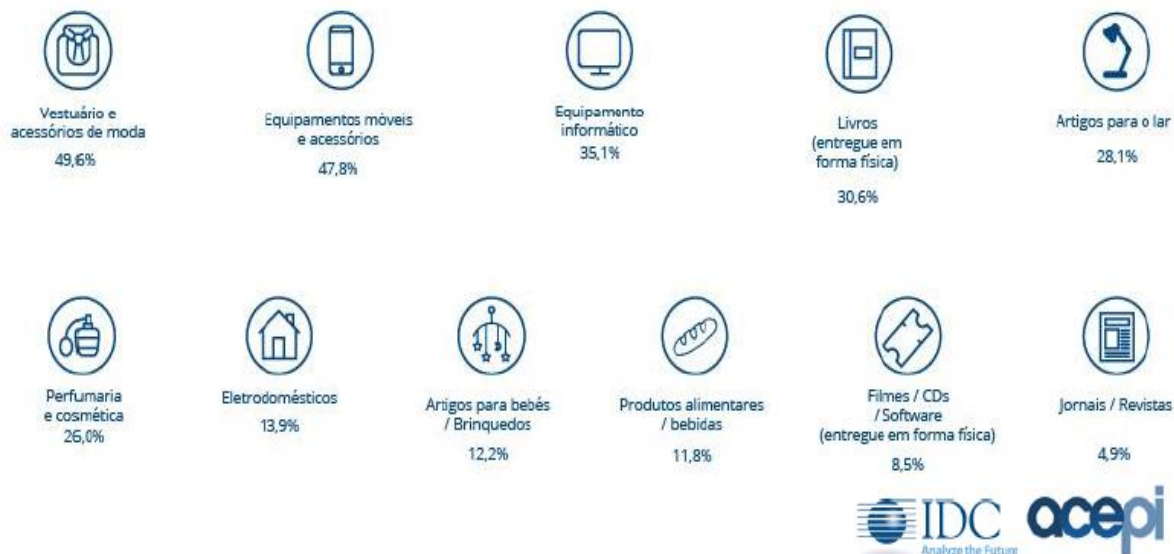 Vestuário e
acessórios de moda
49,6%
Equipamentos móveis
e acessórios
47,8%
Equipamento
informático
35,1%
Livros
(entregue em
forma física)
30,6%
Artigos para o lar
28,1%
Perfumaria
e cosmética
26,0%
Eletrodomésticos
13,9%
Artigos para bebés
/ Brinquedos
12,2%
Produtos alimentares
/ bebidas
11,8%
Filmes / CDs
/ Software
(entregue em forma física)
8,5%
Jornais / Revistas
4,9%
IDC
Analyze the Future
acepi